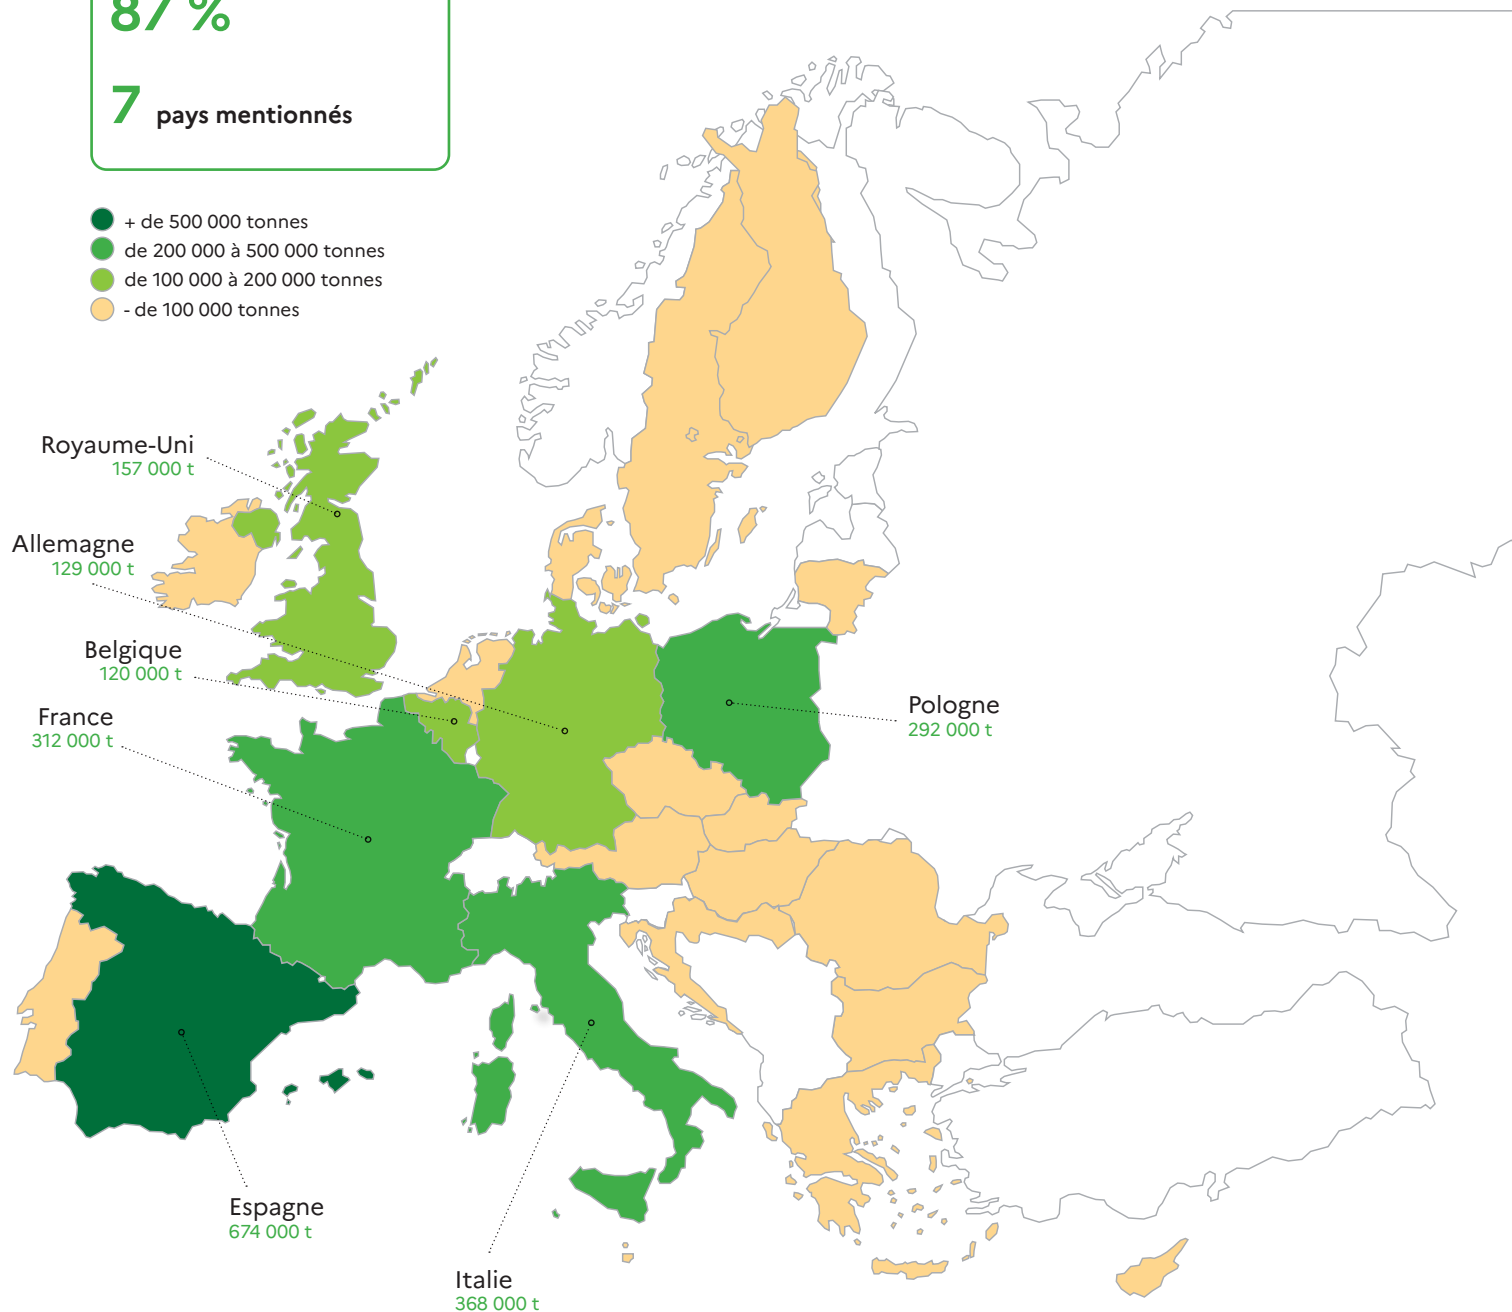 87 %
7 pays mentionnés
+ de 500 000 tonnes
de 200 000 à 500 000 tonnes
de 100 000 à 200 000 tonnes
- de 100 000 tonnes
Royaume-Uni
157 000 t
Allemagne
129 000 t
Belgique
120 000 t
France
312 000 t
Pologne
292 000 t
Espagne
674 000 t
Italie
368 000 t